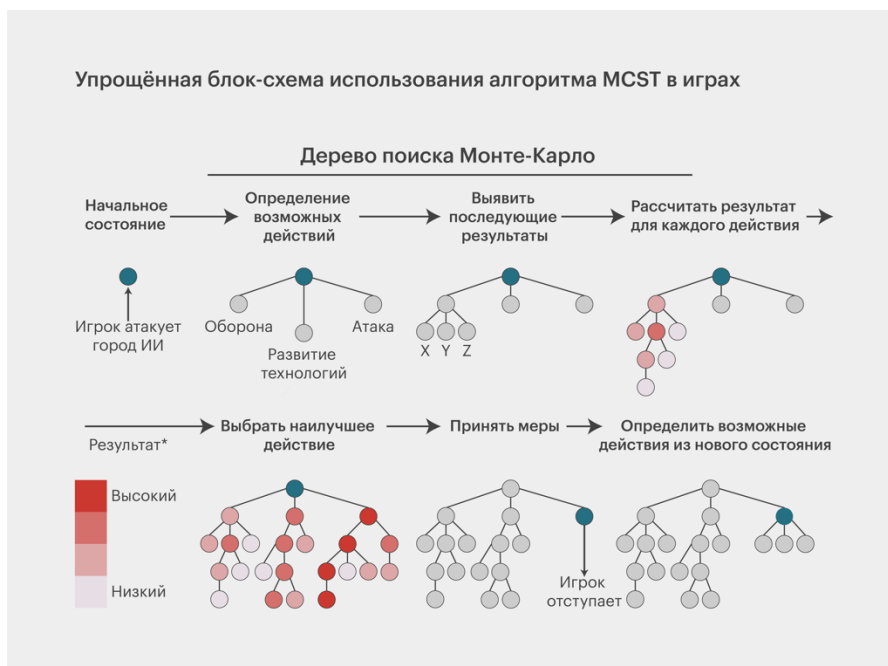 Упрощённая блок-схема использования алгоритма MCST в играх
Дерево поиска Монте-Карло
Начальное
состояние
Определение
возможных
действий
Выявить
последующие
результаты
Рассчитать результат
для каждого действия
Игрок атакует
город ИИ
Оборона
Развитие
технологий
Атака
X Y Z
Результат*
Выбрать наилучшее
действие
Принять меры
Определить возможные
действия из нового состояния
Высокий
Низкий
Игрок
отступает